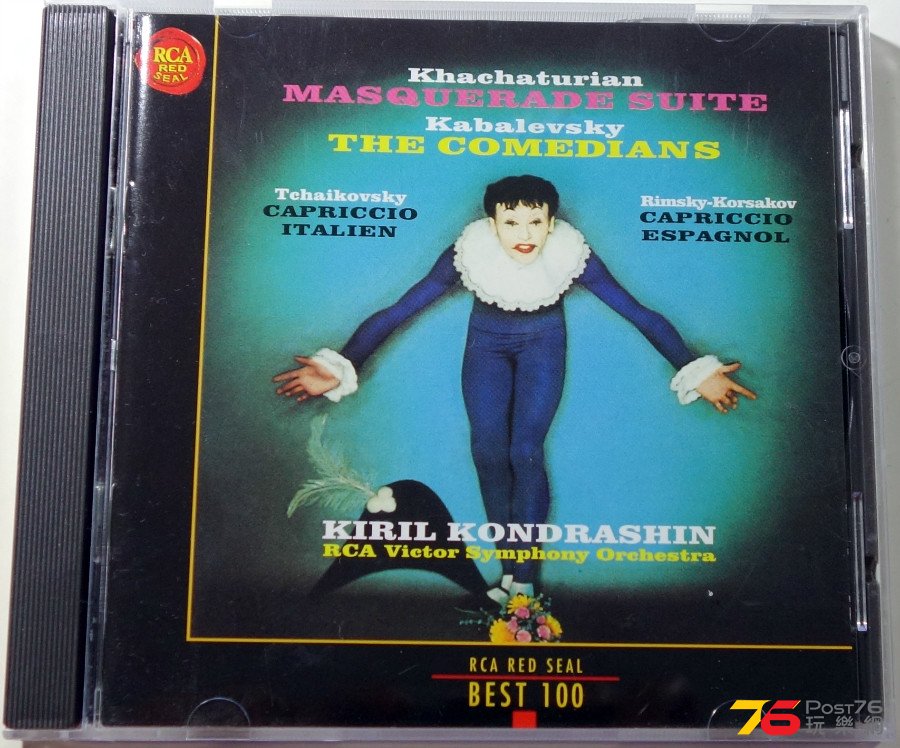 RCA
RED
SEAL
Khachaturian
MASQUERADE SUITE
Kabalevsky
THE COMEDIANS
Tchaikovsky
CAPRICCIO
ITALIEN
Rimsky-Korsakov
CAPRICCIO
ESPAGNOL
KIRIL KONDRASHIN
RCA Victor Symphony Orchestra
RCA RED SEAL
BEST 100
76 Post76
玩樂網